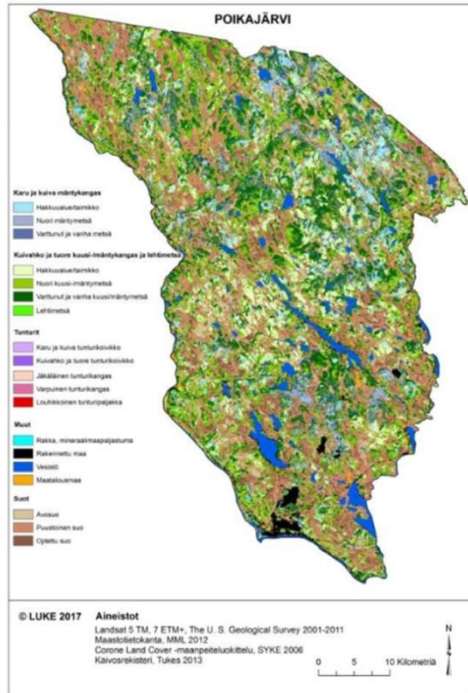 POIKAJÄRVI
Karu ja kuiva mäntykangas
Hakkuualue/taimikko
Nuori mäntymetsä
Varttunut ja vanha metsä
Kuivahko ja tuore kuusi-/mäntykangas ja lehtimetsä
Hakkuualue/taimikko
Nuori kuusi-/mäntymetsä
Varttunut ja vanha kuusi/mäntymetsä
Lehtimetsä
Tunturit
Karu ja kuiva tunturikoivikko
Kuivahko ja tuore tunturikoivikko
Jäkäläinen tunturikangas
Varpuinen tunturikangas
Louhikkoinen tunturipaljakka
Muut
Rakka, mineraalimaapaljastuma
Rakennettu maa
Vesistö
Maatalousmaa
Suot
Avosuo
Puustoinen suo
Ojitettu suo
© LUKE 2017 Aineistot
Landsat 5 TM, 7 ETM+, The U. S. Geological Survey 2001-2011
Maastotietokanta, MML 2012
Corone Land Cover -maanpeiteluokittelu, SYKE 2006
Kaivosrekisteri, Tukes 2013
N
0 5 10 Kilometriä